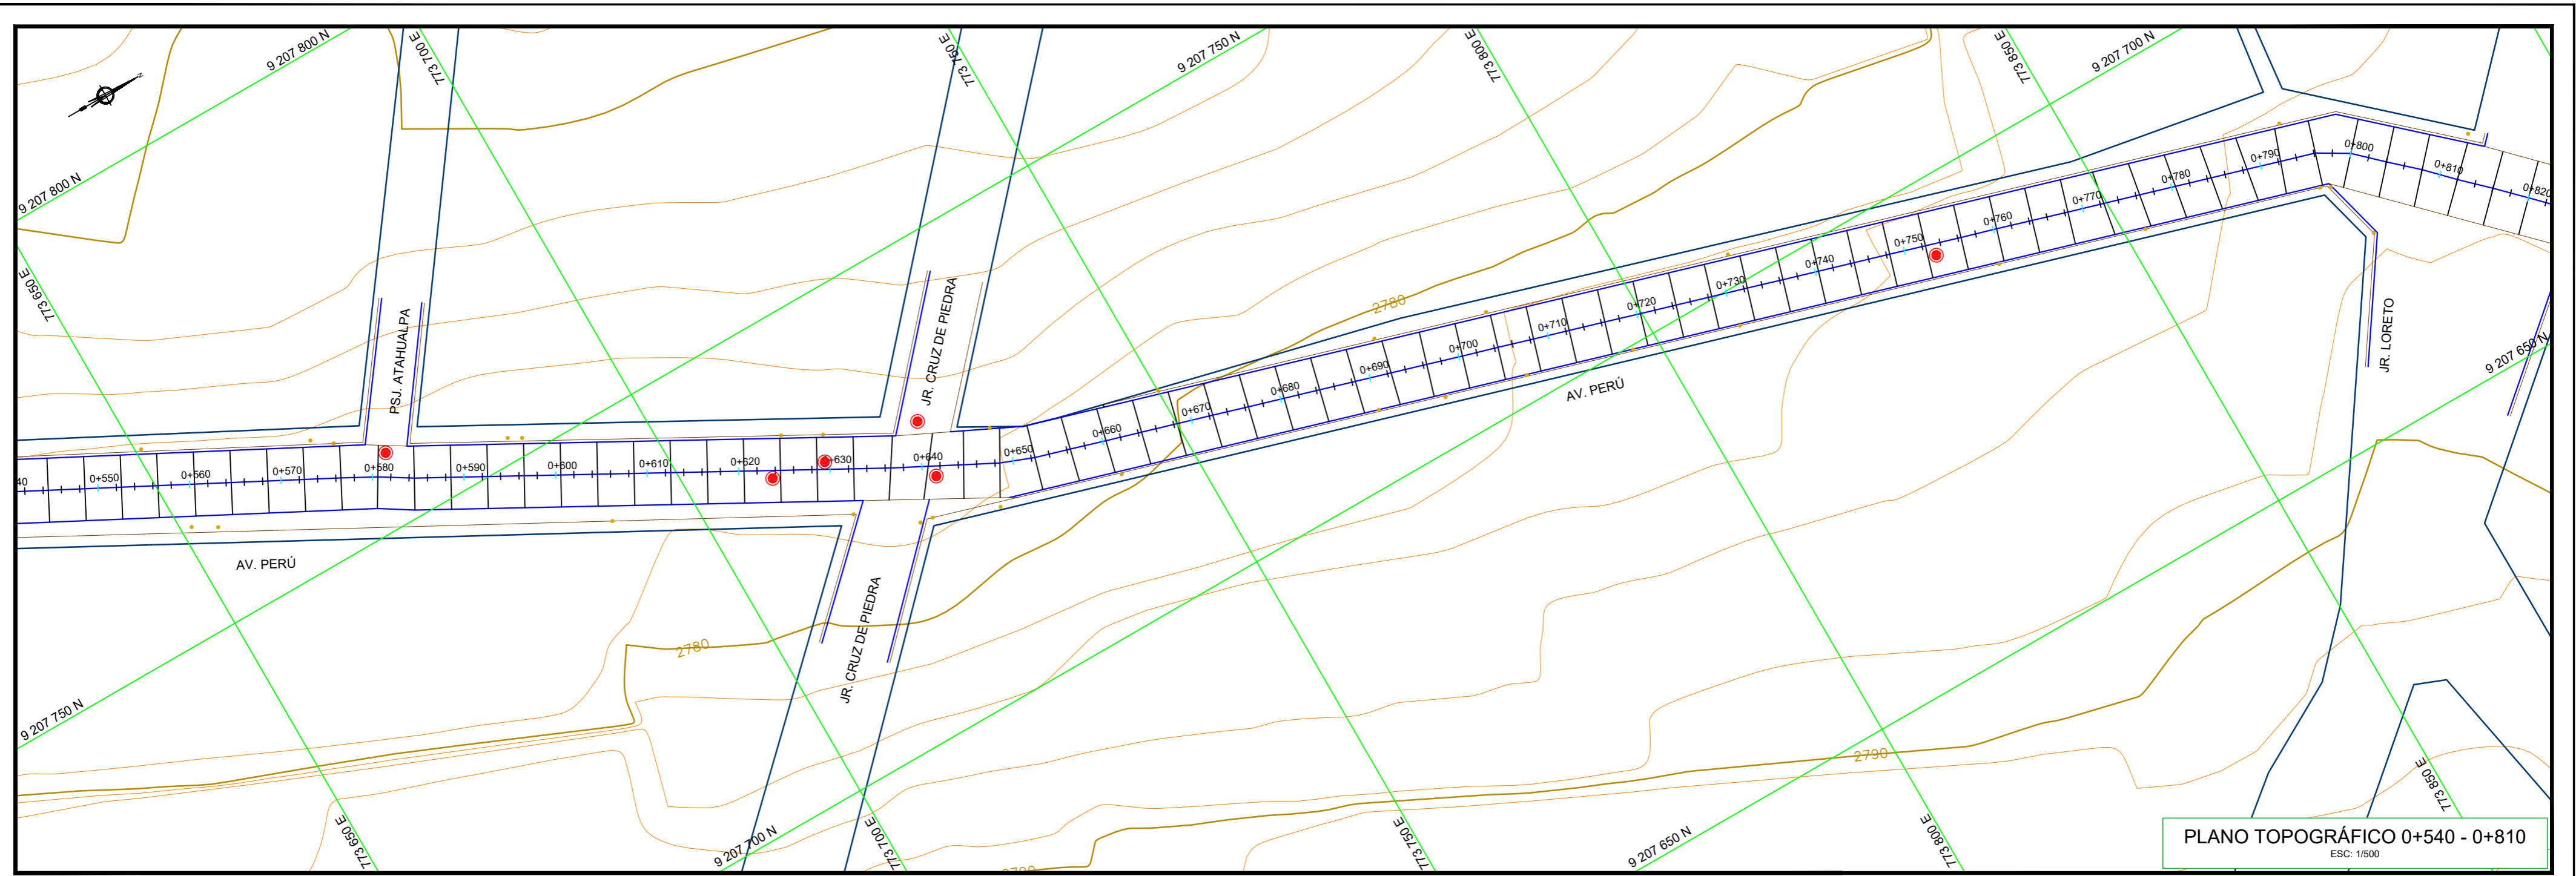 9 207 800 N
773 700 E
773 750 E
9 207 750 N
773 800 E
773 850 E
9 207 700 N
N
9 207 800 N
773 650 E
PSJ. ATAHUALPA
JR. CRUZ DE PIEDRA
2780
40
0+550
0+560
0+570
0+580
0+590
0+600
0+610
0+620
0+630
0+640
0+650
0+660
0+670
0+680
0+690
0+700
0+710
0+720
0+730
0+740
0+750
0+760
0+770
0+780
0+790
0+800
0+810
0+820
JR. LORETO
9 207 650 N
AV. PERÚ
AV. PERÚ
JR. CRUZ DE PIEDRA
2780
9 207 750 N
2790
773 650 E
9 207 700 N
773 700 E
773 750 E
9 207 650 N
773 800 E
773 850 E
2790
PLANO TOPOGRÁFICO 0+540 - 0+810
ESC: 1/500